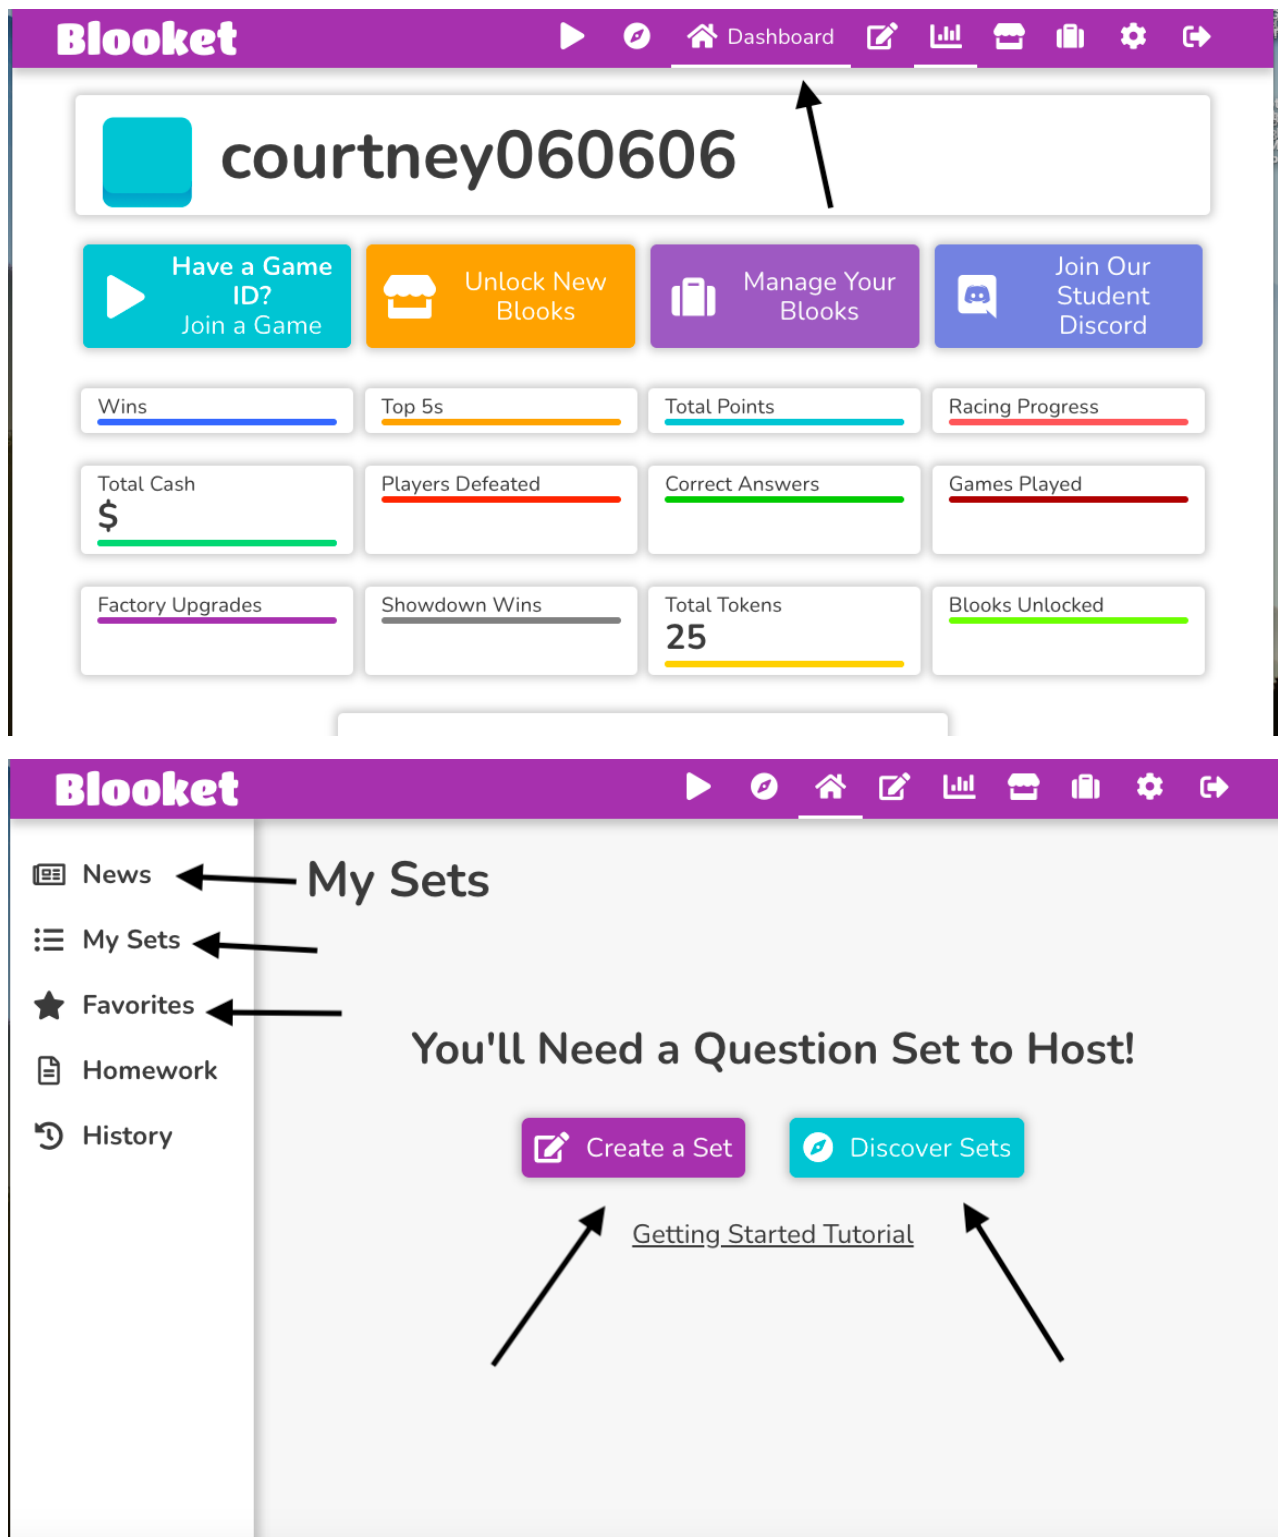 Blooket
Dashboard
courtney060606
Have a Game
ID?
Join a Game
Unlock New
Blooks
Manage Your
Blooks
Join Our
Student
Discord
Wins
Top 5s
Total Points
Racing Progress
Total Cash
$
Players Defeated
Correct Answers
Games Played
Factory Upgrades
Showdown Wins
Total Tokens
25
Blooks Unlocked
Blooket
News
My Sets
Favorites
Homework
History
My Sets
You'll Need a Question Set to Host!
Create a Set
Discover Sets
Getting Started Tutorial